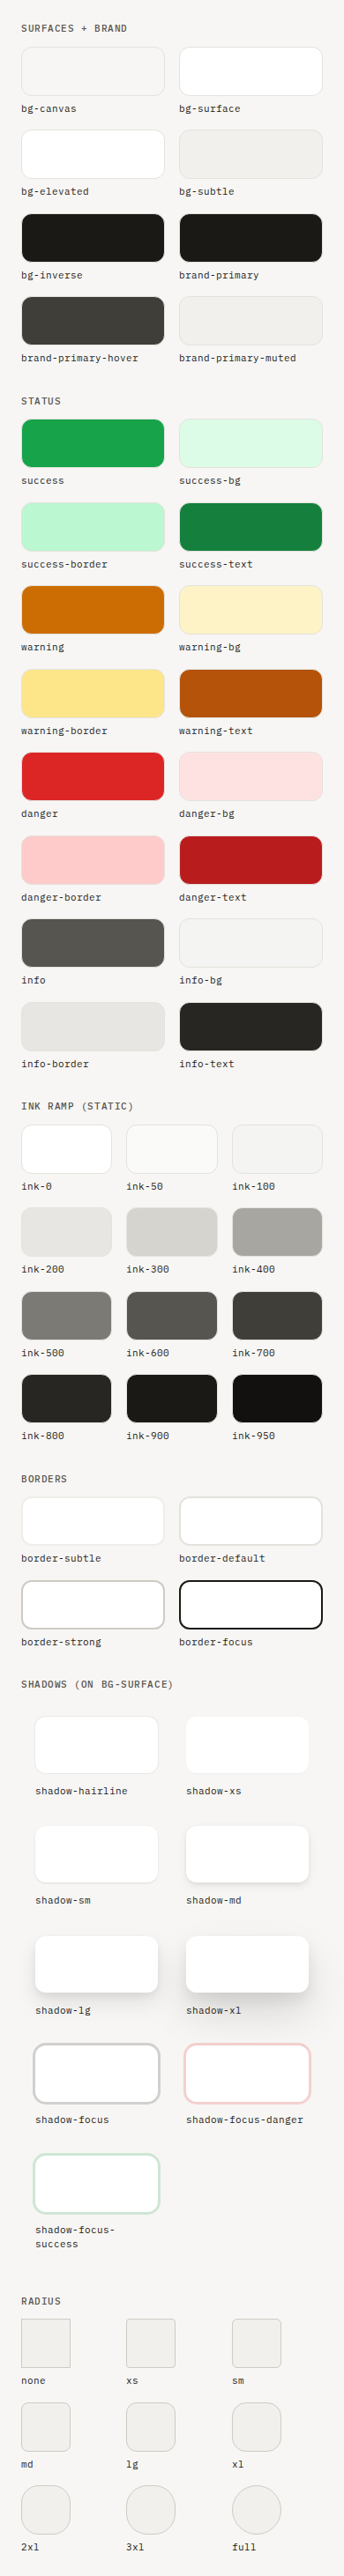 SURFACES + BRAND
bg-canvas
bg-surface
bg-elevated
bg-subtle
bg-inverse
brand-primary
brand-primary-hover
brand-primary-muted
STATUS
success
success-bg
success-border
success-text
warning
warning-bg
warning-border
warning-text
danger
danger-bg
danger-border
danger-text
info
info-bg
info-border
info-text
INK RAMP (STATIC)
ink-0
ink-50
ink-100
ink-200
ink-300
ink-400
ink-500
ink-600
ink-700
ink-800
ink-900
ink-950
BORDERS
border-subtle
border-default
border-strong
border-focus
SHADOWS (ON BG-SURFACE)
shadow-hairline
shadow-xs
shadow-sm
shadow-md
shadow-lg
shadow-xl
shadow-focus
shadow-focus-danger
shadow-focus-
success
RADIUS
none
xs
sm
md
lg
xl
2xl
3xl
full